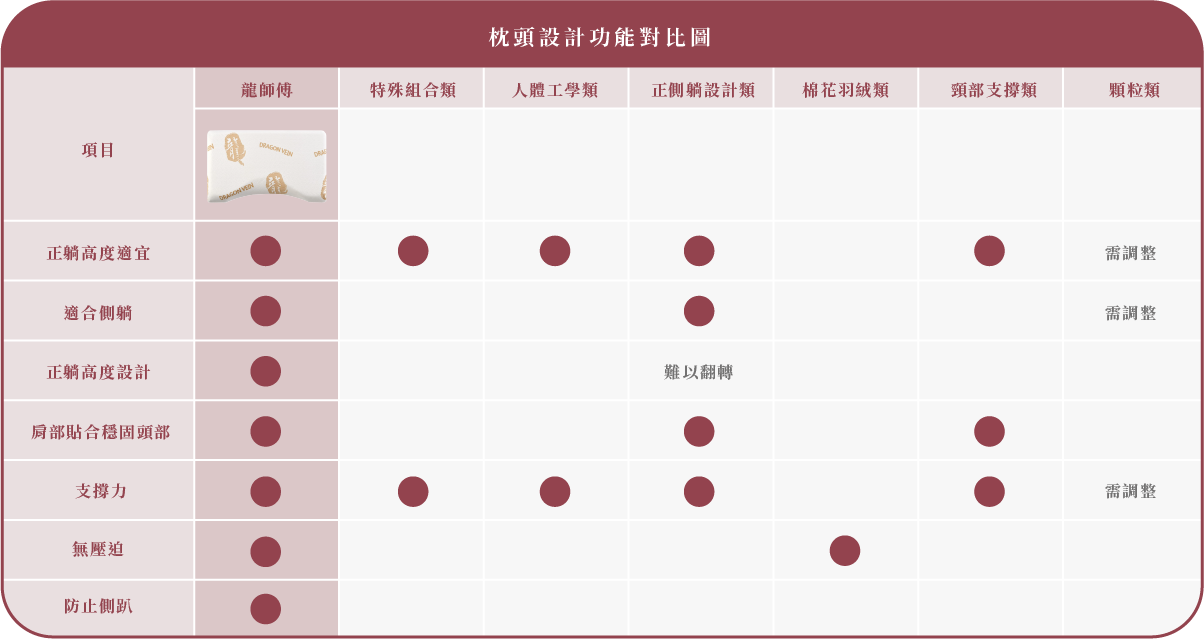 枕頭設計功能對比圖
項目 龍師傅 特殊組合類 人體工學類 正側躺設計類 棉花羽絨類 頸部支撐類 顆粒類
DRAGON VEIN
DRAGON VEIN
正躺高度適宜 需調整
適合側躺 需調整
正躺高度設計 難以翻轉
肩部貼合穩固頭部
支撐力 需調整
無壓迫
防止側趴